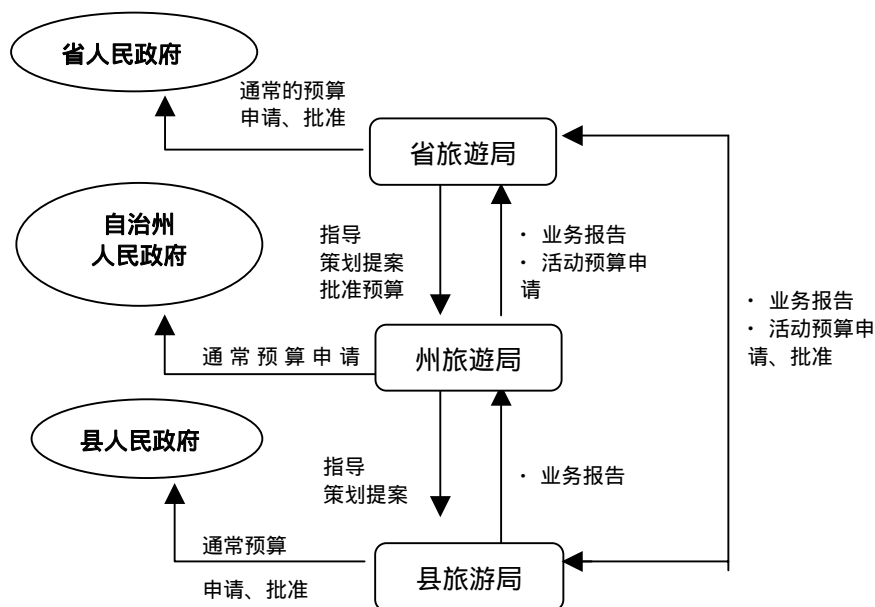 省人民政府
通常的预算
申请、批准
省旅遊局
自治州
人民政府
指导
策划提案
批准预算
· 业务报告
· 活动预算申
请
· 业务报告
· 活动预算申
请、批准
通常预算申请
州旅遊局
县人民政府
指导
策划提案
· 业务报告
通常预算
申请、批准
县旅游局